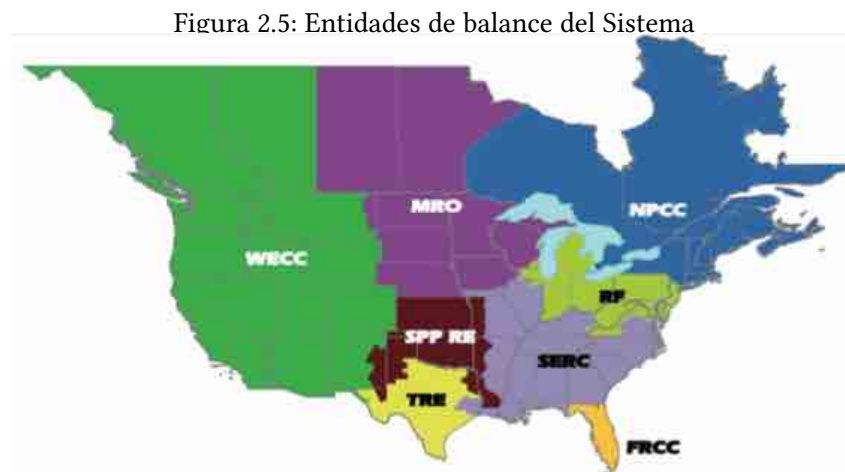 Figura 2.5: Entidades de balance del Sistema
MRO
NPCC
WECC
RF
SPP RE
SERC
TRE
FRCC